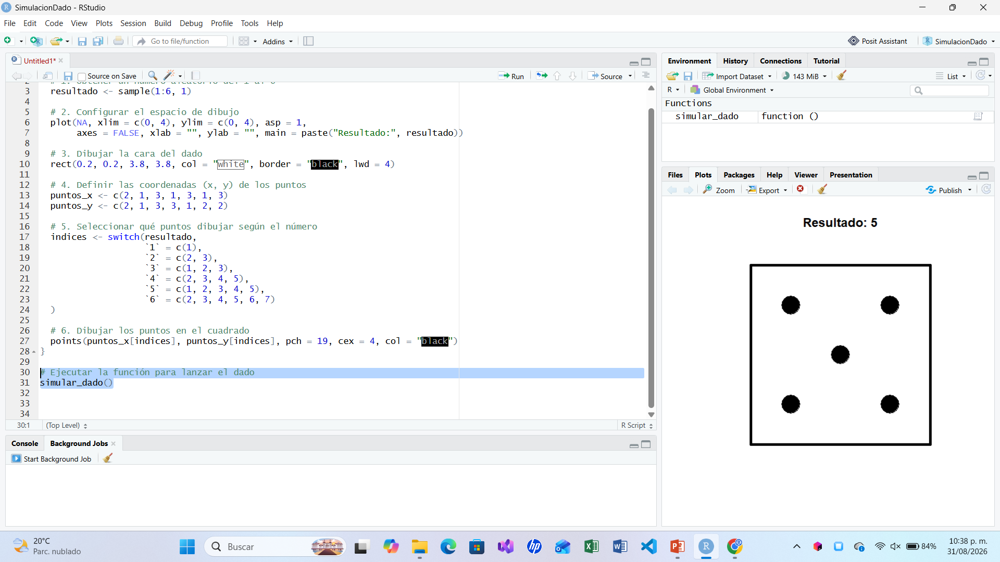 SimulacionDado - RStudio
File Edit Code View Plots Session Build Debug Profile Tools Help
Go to file/function
Addins
Posit Assistant
SimulacionDado
Untitled1*
Source on Save
Run
Source
2 # 1. Obtener un número aleatorio del 1 al 6
3 resultado <- sample(1:6, 1)
4
5 # 2. Configurar el espacio de dibujo
6 plot(NA, xlim = c(0, 4), ylim = c(0, 4), asp = 1,
7 axes = FALSE, xlab = "", ylab = "", main = paste("Resultado:", resultado))
8
9 # 3. Dibujar la cara del dado
10 rect(0.2, 0.2, 3.8, 3.8, col = "white", border = "black", lwd = 4)
11
12 # 4. Definir las coordenadas (x, y) de los puntos
13 puntos_x <- c(2, 1, 3, 1, 3, 1, 3)
14 puntos_y <- c(2, 1, 3, 3, 1, 2, 2)
15
16 # 5. Seleccionar qué puntos dibujar según el número
17 indices <- switch(resultado,
18 `1` = c(1),
19 `2` = c(2, 3),
20 `3` = c(1, 2, 3),
21 `4` = c(2, 3, 4, 5),
22 `5` = c(1, 2, 3, 4, 5),
23 `6` = c(2, 3, 4, 5, 6, 7)
24 )
25
26 # 6. Dibujar los puntos en el cuadrado
27 points(puntos_x[indices], puntos_y[indices], pch = 19, cex = 4, col = "black")
28 }
29
30 # Ejecutar la función para lanzar el dado
31 simular_dado()
32
33
34
30:1 (Top Level) R Script
Console Background Jobs
Start Background Job
Environment History Connections Tutorial
Import Dataset 143 MiB List
R Global Environment
Functions
simular_dado function ()
Files Plots Packages Help Viewer Presentation
Zoom Export Publish
Resultado: 5
20°C
Parc. nublado
Buscar
84%
10:38 p. m.
31/08/2026